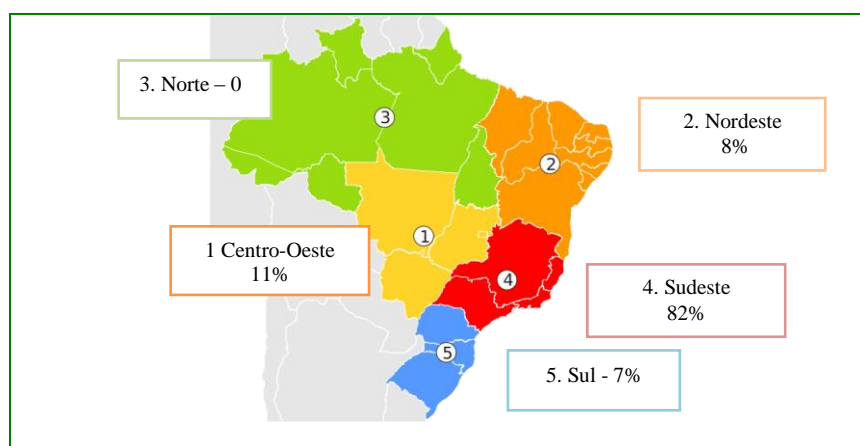 3. Norte – 0
3
2. Nordeste
8%
2
1 Centro-Oeste
11%
1
4
4. Sudeste
82%
5
5. Sul - 7%